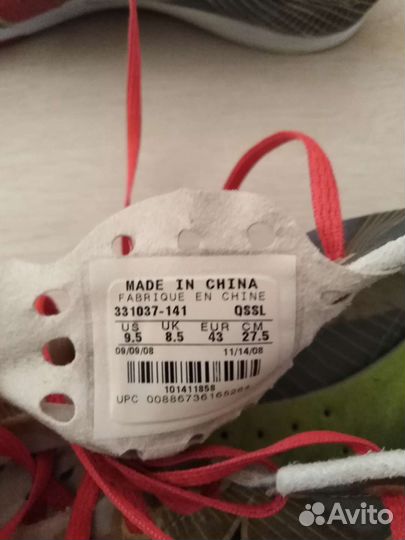 MADE IN CHINA
FABRIQUE EN CHINE
331037-141 QSSL
US UK EUR CM
9.5 8.5 43 27.5
09/09/08 11/14/08
101411858
UPC
Avito